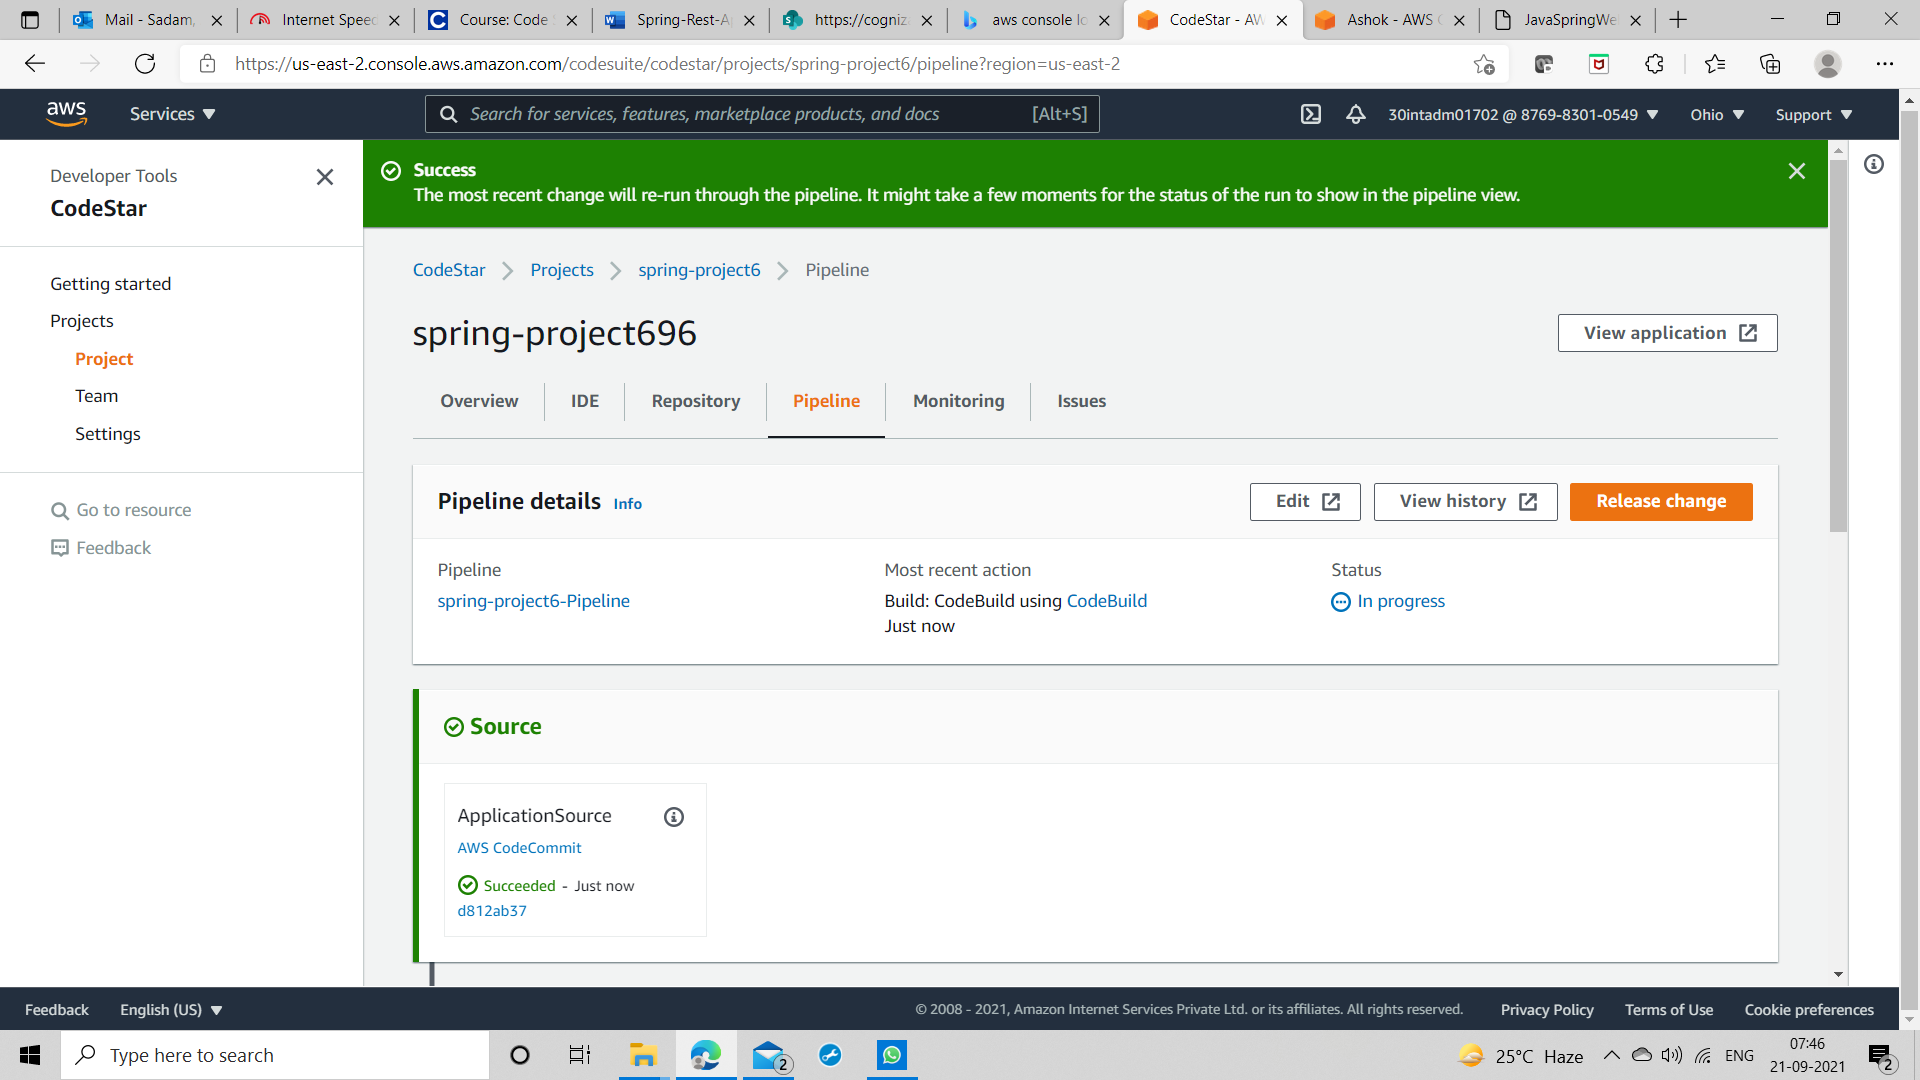 Mail - Sadam,
Internet Speed
Course: Code
Spring-Rest-A
https://cogniz
aws console lo
CodeStar - AW
Ashok - AWS
JavaSpringWe
https://us-east-2.console.aws.amazon.com/codesuite/codestar/projects/spring-project6/pipeline?region=us-east-2
aws
Services
Search for services, features, marketplace products, and docs
[Alt+S]
30intadm01702 @ 8769-8301-0549
Ohio
Support
Developer Tools
CodeStar
Getting started
Projects
Project
Team
Settings
Go to resource
Feedback
Success
The most recent change will re-run through the pipeline. It might take a few moments for the status of the run to show in the pipeline view.
CodeStar
Projects
spring-project6
Pipeline
spring-project696
View application
Overview
IDE
Repository
Pipeline
Monitoring
Issues
Pipeline details
Info
Edit
View history
Release change
Pipeline
spring-project6-Pipeline
Most recent action
Build: CodeBuild using CodeBuild
Just now
Status
In progress
Source
ApplicationSource
AWS CodeCommit
Succeeded - Just now
d812ab37
Feedback
English (US)
© 2008 - 2021, Amazon Internet Services Private Ltd. or its affiliates. All rights reserved.
Privacy Policy
Terms of Use
Cookie preferences
Type here to search
2
25°C Haze
ENG
07:46
21-09-2021
2